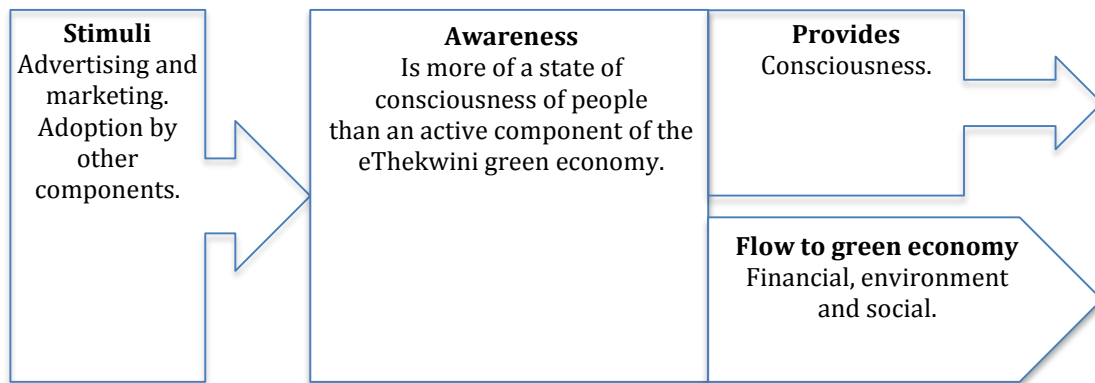 Stimuli
Advertising and
marketing.
Adoption by
other
components.
Awareness
Is more of a state of
consciousness of people
than an active component of the
eThekwini green economy.
Provides
Consciousness.
Flow to green economy
Financial, environment
and social.